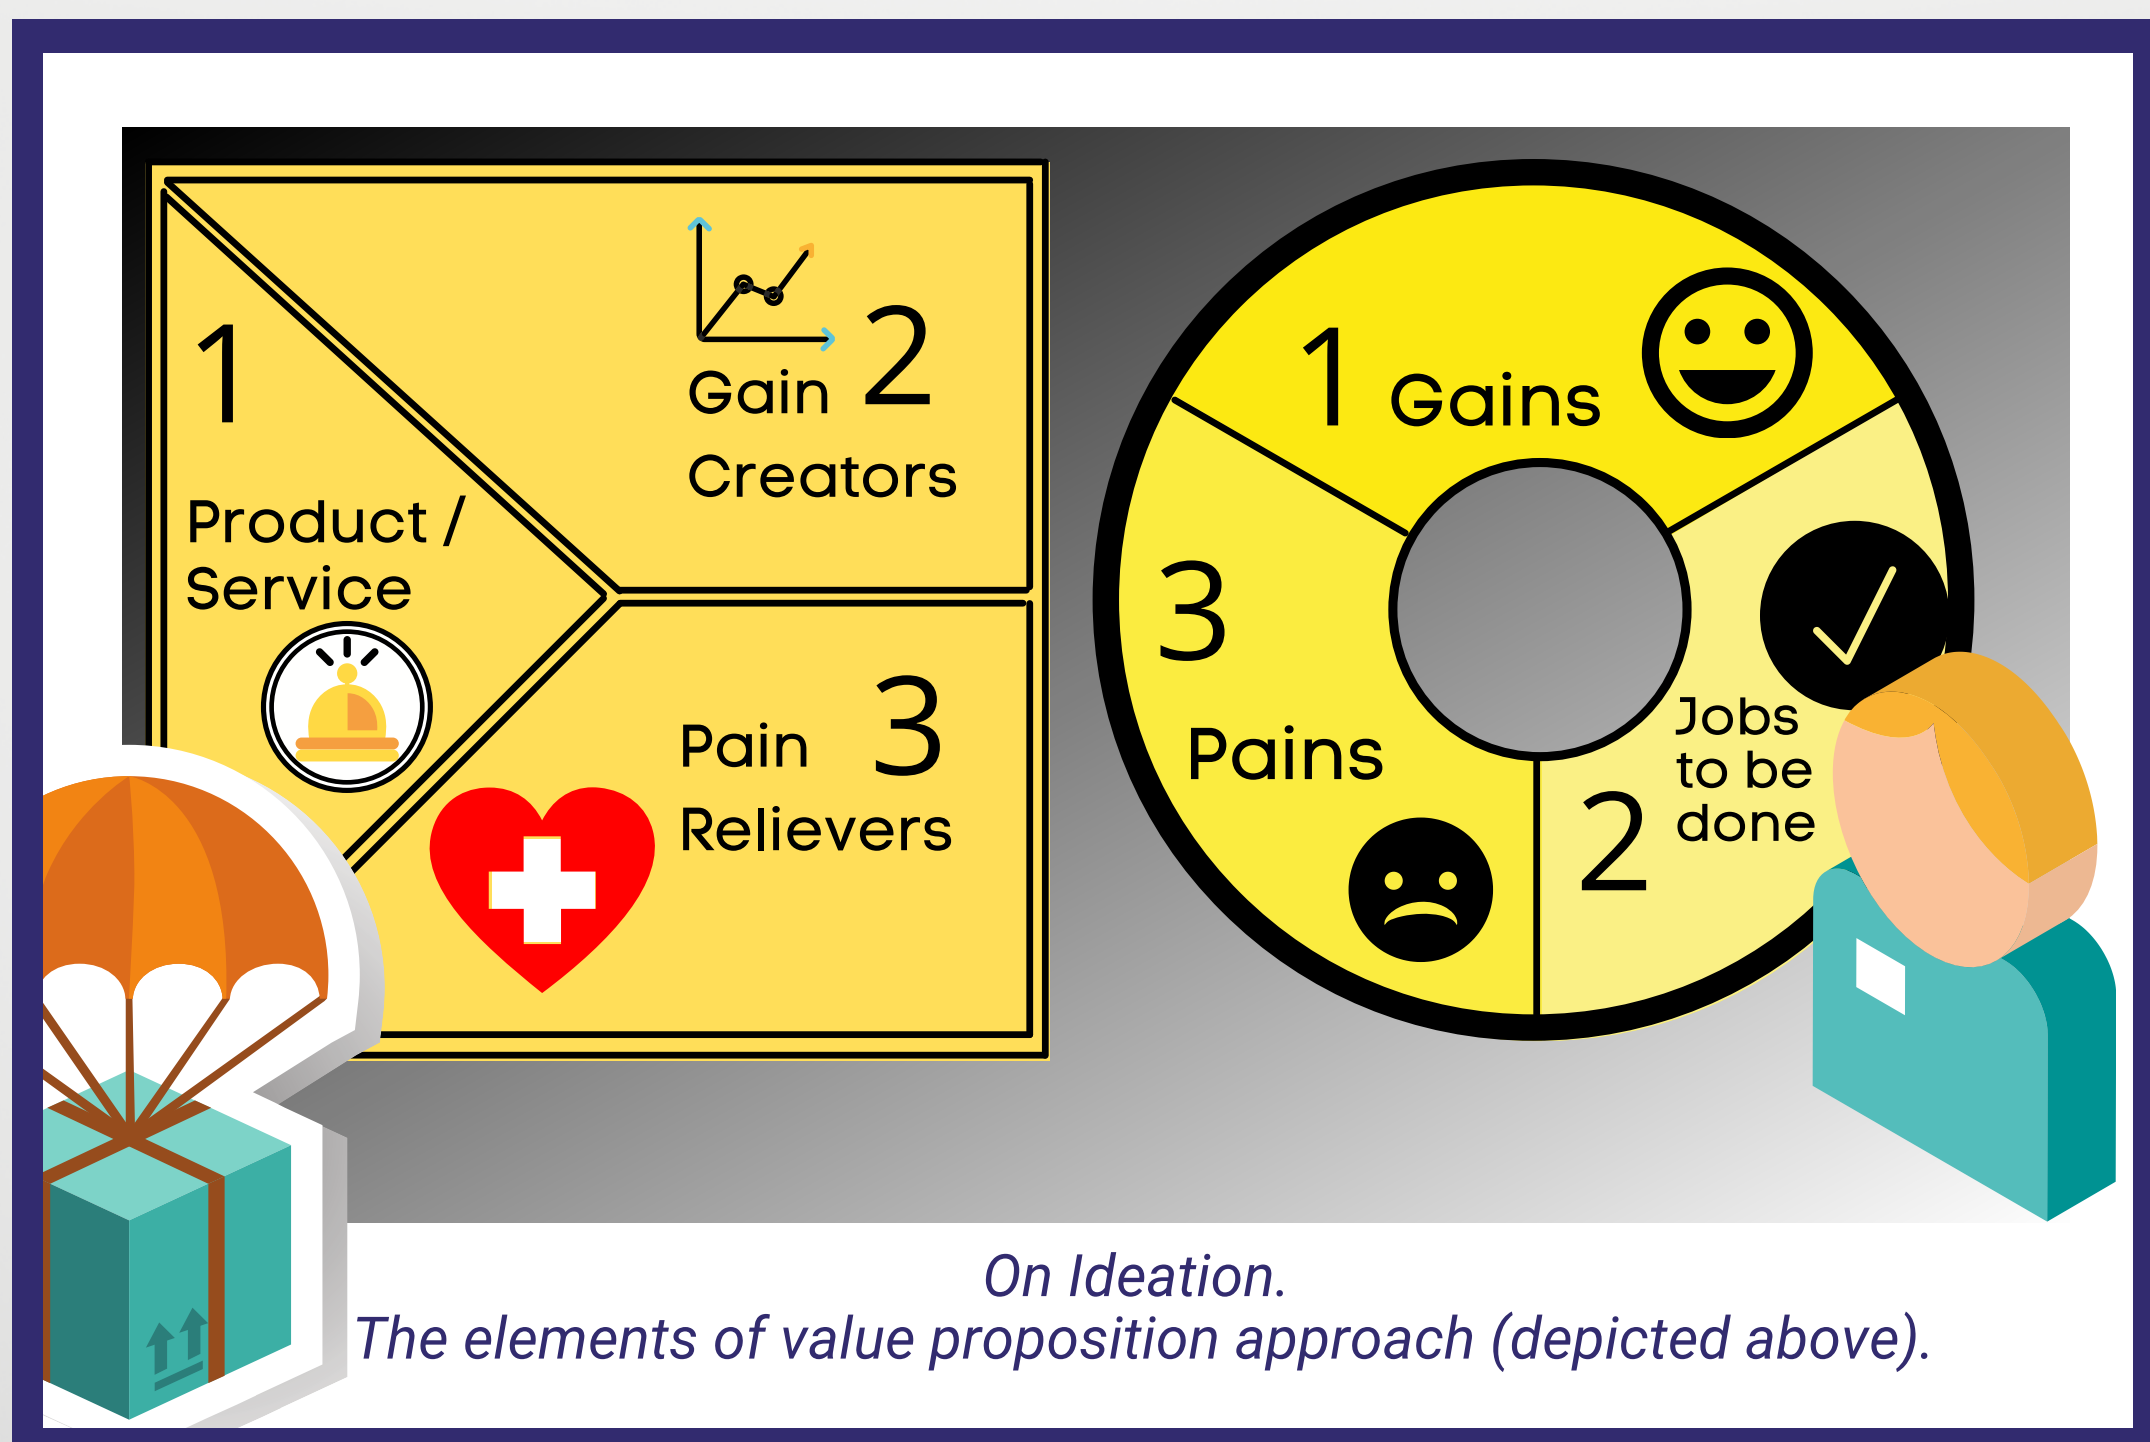 1
Product /
Service
Gain 2
Creators
Pain 3
Relievers
1 Gains
3
Pains
2
Jobs
to be
done
On Ideation.
The elements of value proposition approach (depicted above).